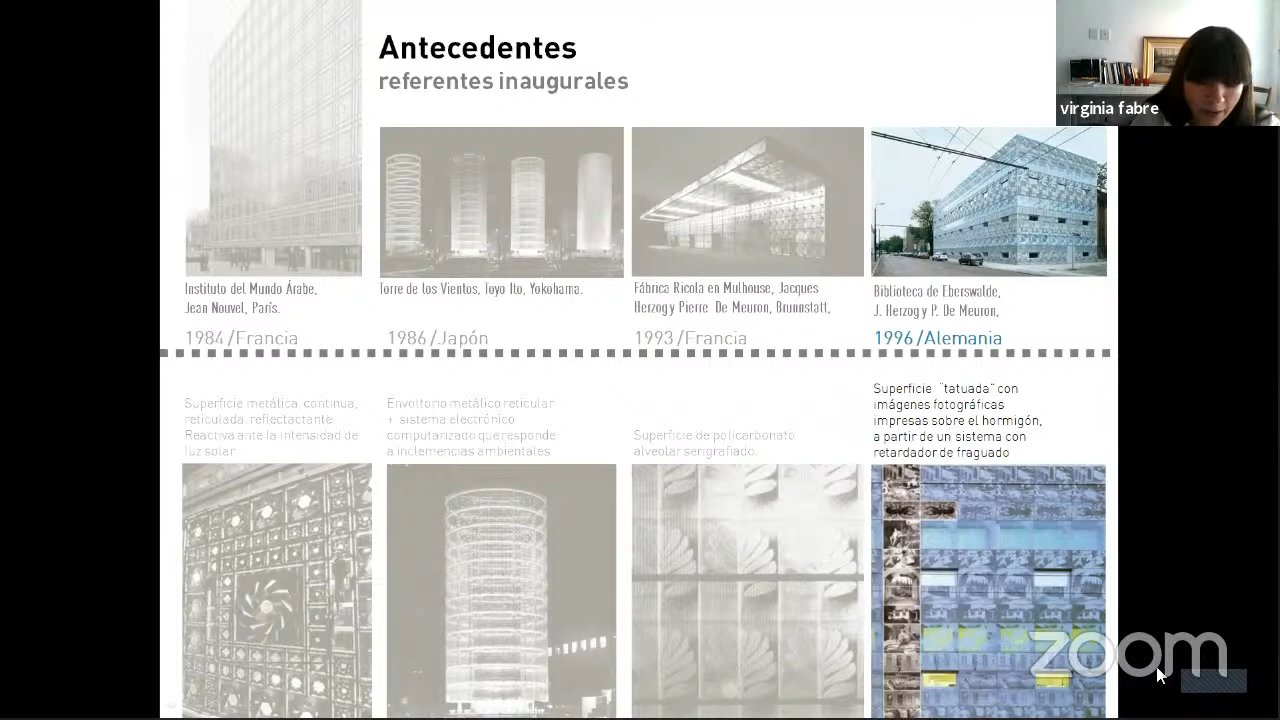 Antecedentes
referentes inaugurales
virginia fabre
Instituto del Mundo Árabe,
Jean Nouvel, París.
1984/Francia
Torre de los Vientos, Toyo Ito, Yokohama.
1986/Japón
Fábrica Ricola en Mulhouse, Jacques
Herzog y Pierre De Meuron, Brunnstatt,
1993/Francia
Biblioteca de Eberswalde,
J. Herzog y P. De Meuron,
1996/Alemania
Superficie metálica, continua,
reticulada, reflectactante.
Reactiva ante la intensidad de
luz solar.
Envoltorio metálico reticular
+ sistema electrónico
computarizado que responde
a inclemencias ambientales
Superficie de policarbonato
alveolar serigrafiado.
Superficie "tatuada" con
imágenes fotográficas
impresas sobre el hormigón,
a partir de un sistema con
retardador de fraguado
zoom